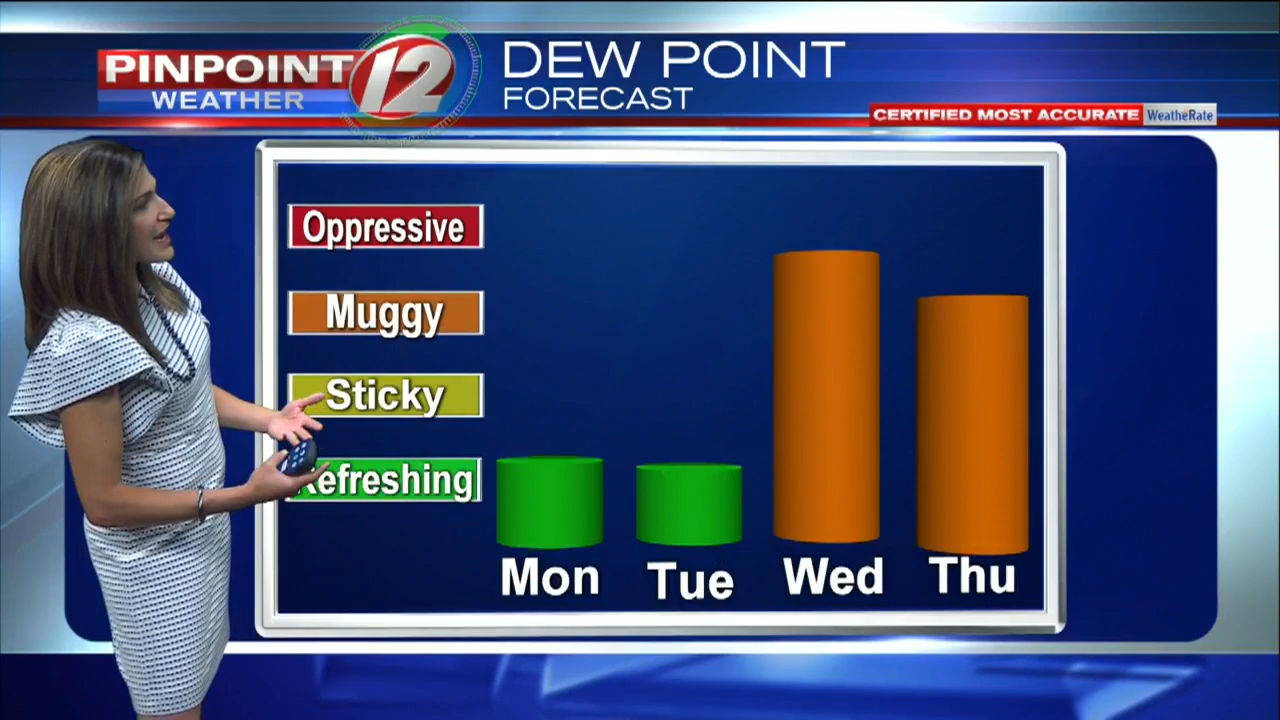 PINPOINT
WEATHER
12
DEW POINT
FORECAST
CERTIFIED MOST ACCURATE WeatheRate
Oppressive
Muggy
Sticky
Refreshing
Mon Tue Wed Thu